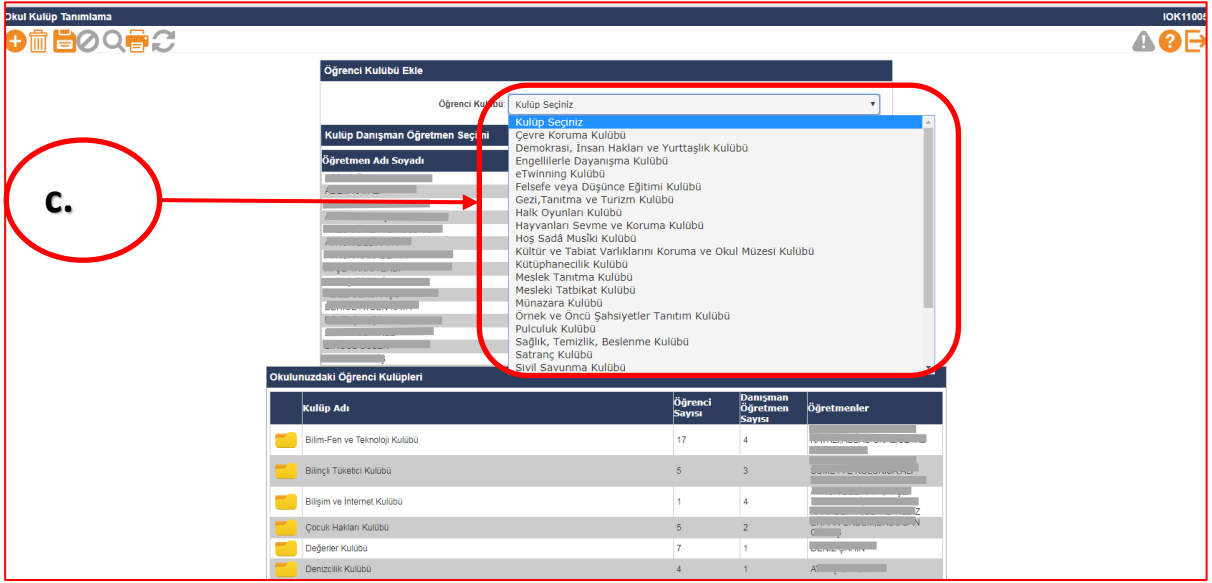 Okul Kulüp Tanımlama IOK11005
Öğrenci Kulübü Ekle
Öğrenci Kulübü: Kulüp Seçiniz
Kulüp Seçiniz
Çevre Koruma Kulübü
Kulüp Danışman Öğretmen Seçimi
Demokrasi, İnsan Hakları ve Yurttaşlık Kulübü
Engellilerle Dayanışma Kulübü
Öğretmen Adı Soyadı
eTwinning Kulübü
Felsefe veya Düşünce Eğitimi Kulübü
Gezi,Tanıtma ve Turizm Kulübü
c.
Halk Oyunları Kulübü
Hayvanları Sevme ve Koruma Kulübü
Hoş Sadâ Musîki Kulübü
Kültür ve Tabiat Varlıklarını Koruma ve Okul Müzesi Kulübü
Kütüphanecilik Kulübü
Meslek Tanıtma Kulübü
Mesleki Tatbikat Kulübü
Münazara Kulübü
Örnek ve Öncü Şahsiyetler Tanıtım Kulübü
Pulculuk Kulübü
Sağlık, Temizlik, Beslenme Kulübü
Satranç Kulübü
Sivil Savunma Kulübü
Okulunuzdaki Öğrenci Kulüpleri
Kulüp Adı Öğrenci Sayısı Danışman Öğretmen Sayısı Öğretmenler
Bilim-Fen ve Teknoloji Kulübü 17 4
Bilinçli Tüketici Kulübü 5 3
Bilişim ve İnternet Kulübü 1 4
Çocuk Hakları Kulübü 5 2
Değerler Kulübü 7 1
Denizcilik Kulübü 4 1